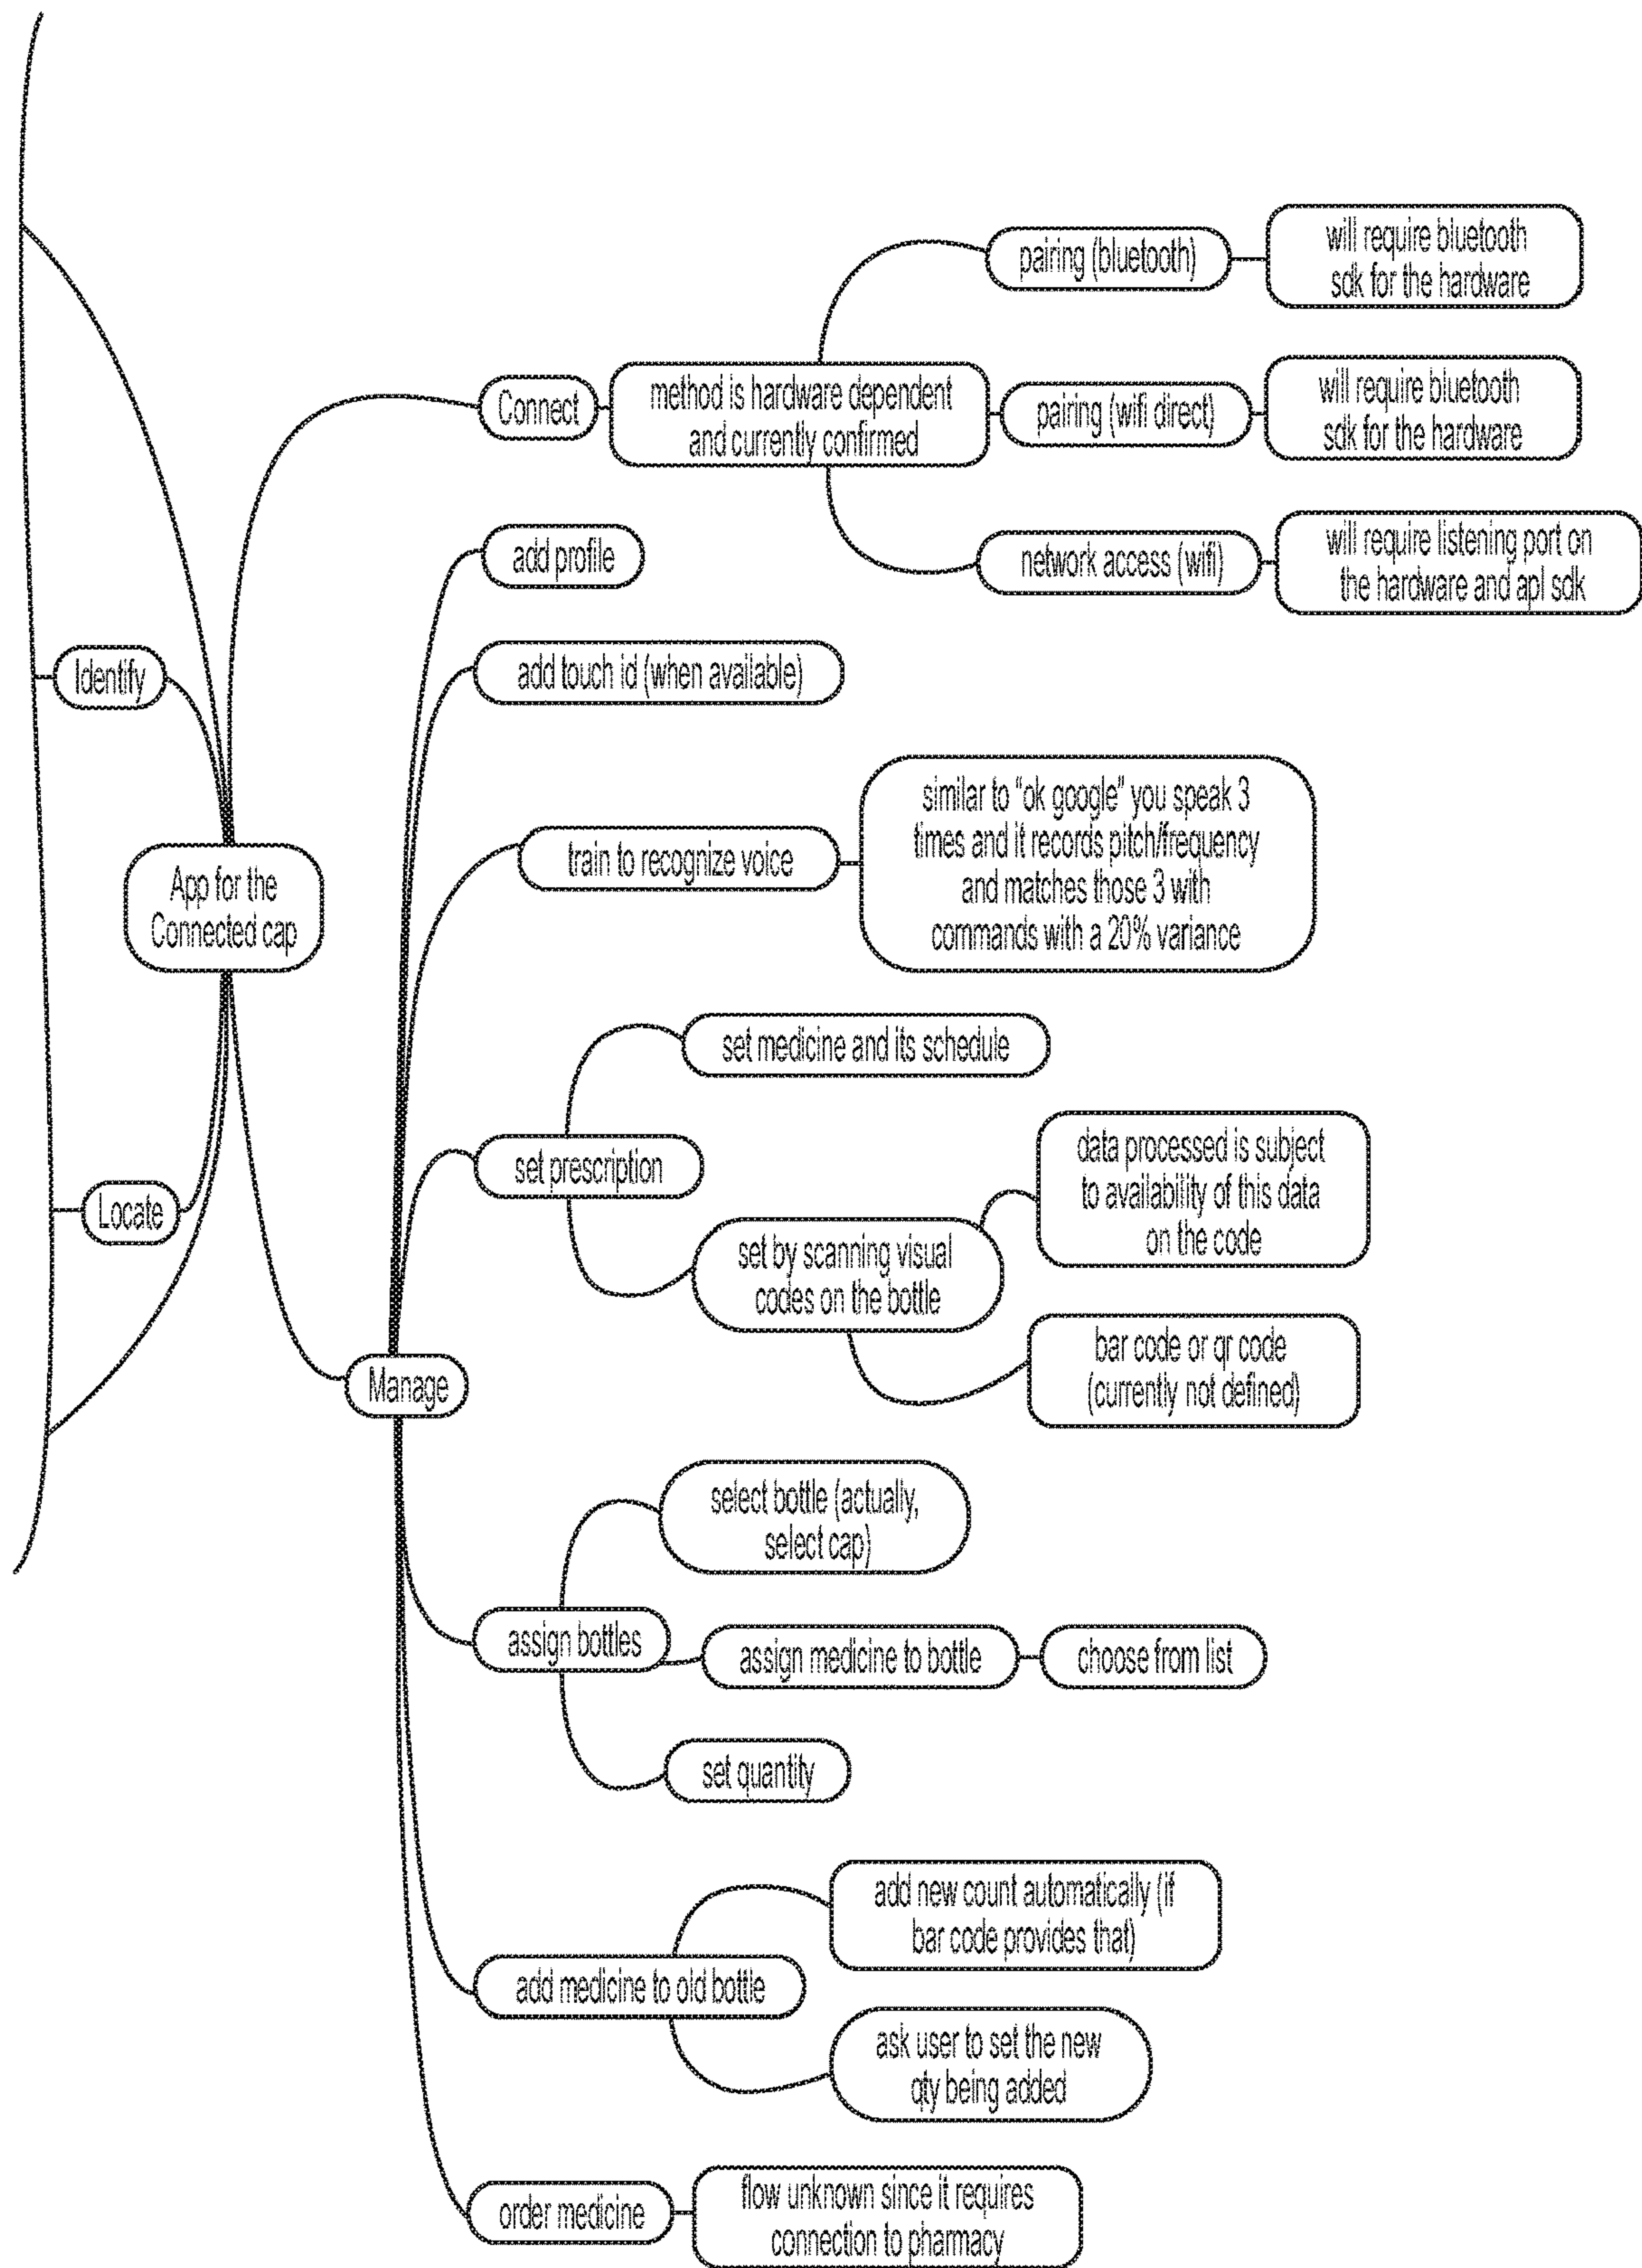 pairing (bluetooth)
will require bluetooth
sdk for the hardware
Connect
method is hardware dependent
and currently confirmed
pairing (wifi direct)
will require bluetooth
sdk for the hardware
network access (wifi)
will require listening port on
the hardware and apl sdk
add profile
Identify
add touch id (when available)
train to recognize voice
similar to "ok google" you speak 3
times and it records pitch/frequency
and matches those 3 with
commands with a 20% variance
App for the
Connected cap
set medicine and its schedule
set prescription
data processed is subject
to availability of this data
on the code
Locate
set by scanning visual
codes on the bottle
bar code or qr code
(currently not defined)
Manage
select bottle (actually,
select cap)
assign bottles
assign medicine to bottle
choose from list
set quantity
add new count automatically (if
bar code provides that)
add medicine to old bottle
ask user to set the new
qty being added
order medicine
flow unknown since it requires
connection to pharmacy